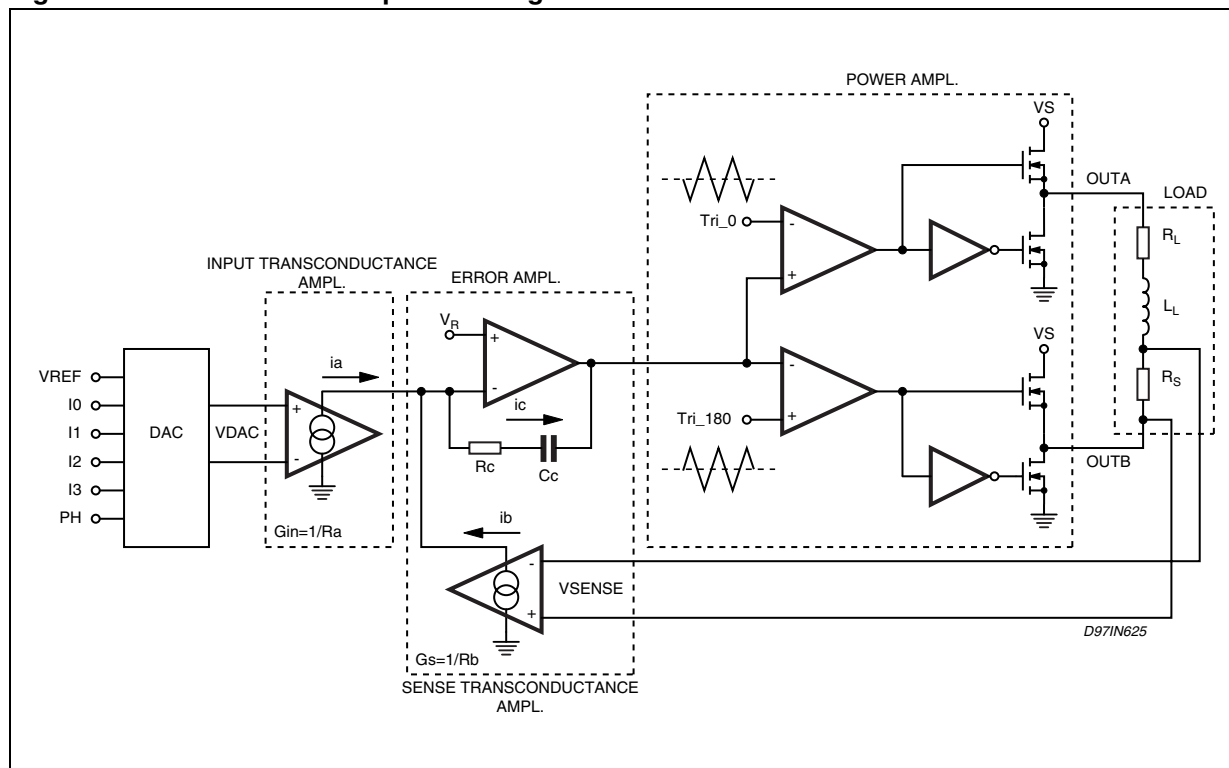 POWER AMPL.
VS
OUTA
LOAD
Tri_0
-
+
RL
INPUT TRANSCONDUCTANCE
AMPL.
ERROR AMPL.
LL
VR
+
-
VS
ia
VREF
I0
I1
I2
I3
PH
DAC
VDAC
+
-
ic
Rc
Cc
-
+
Tri_180
RS
OUTB
Gin=1/Ra
ib
-
+
VSENSE
D97IN625
Gs=1/Rb
SENSE TRANSCONDUCTANCE
AMPL.